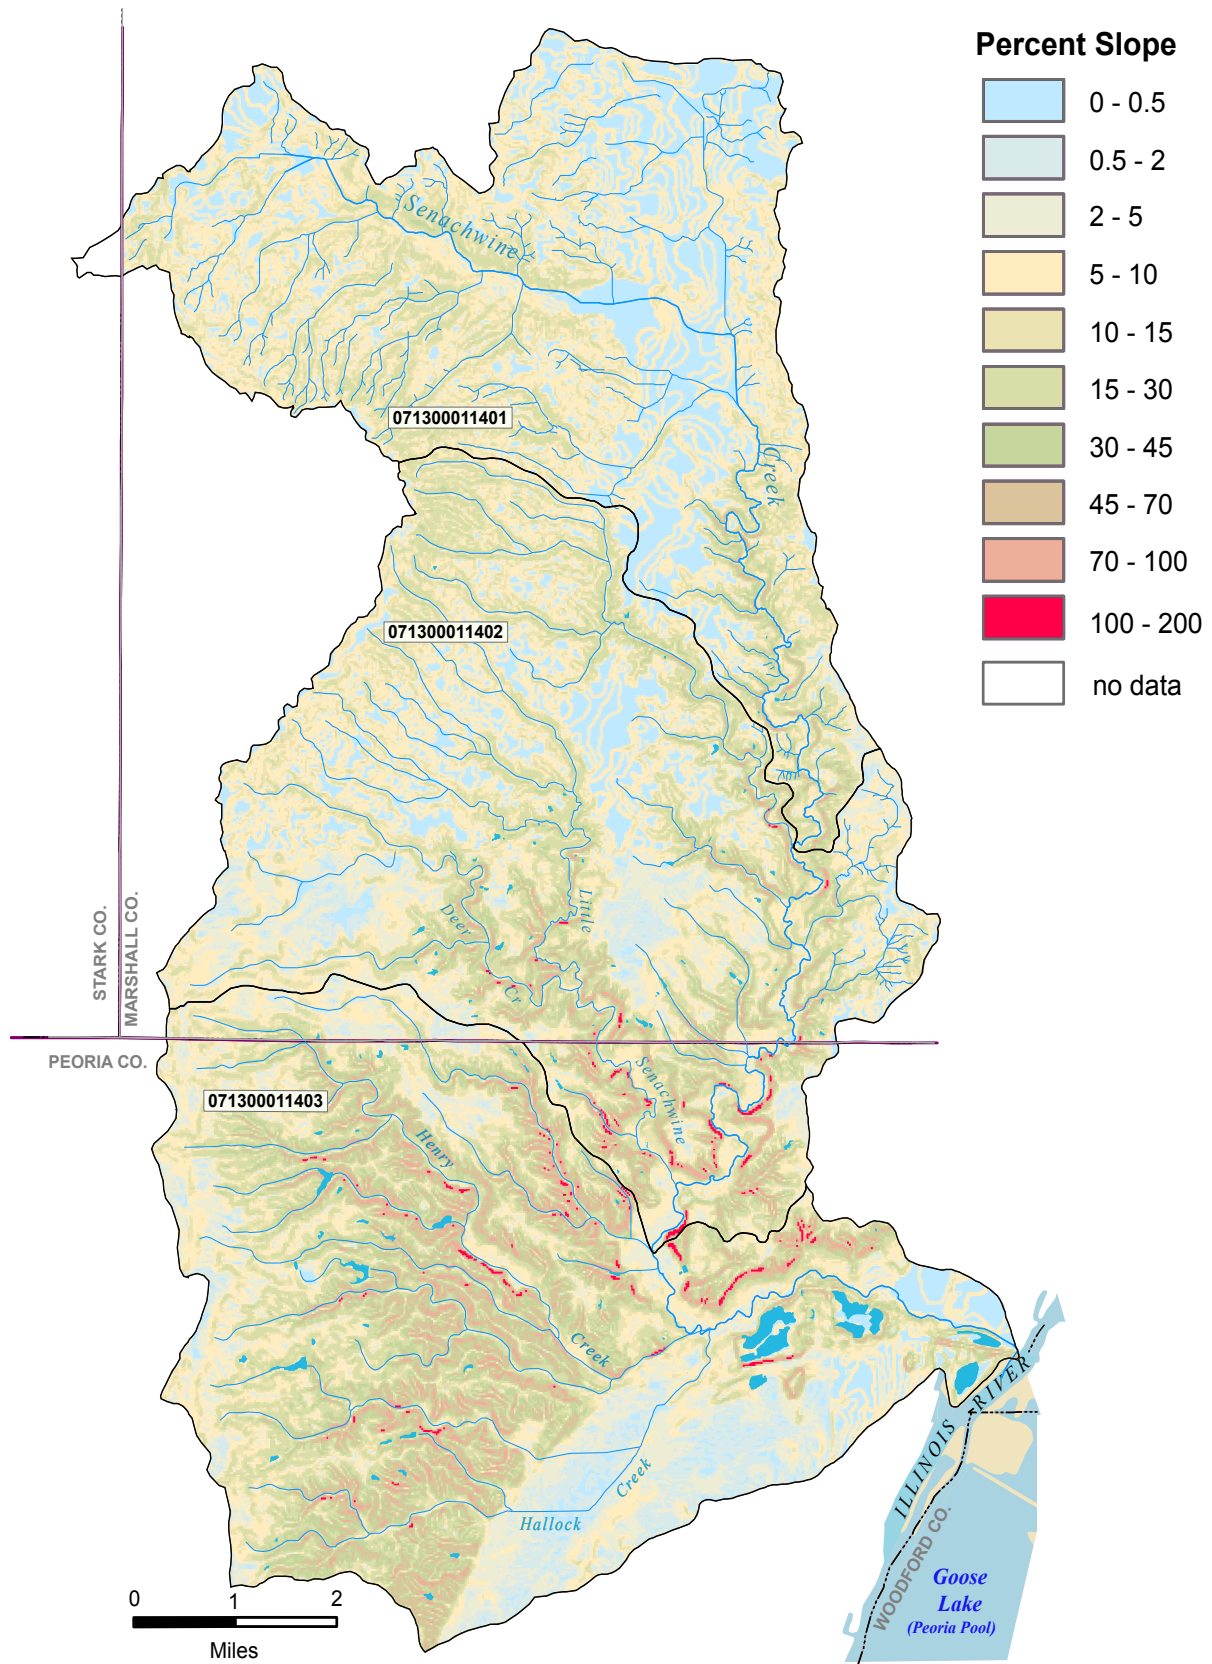 Percent Slope
0 - 0.5
0.5 - 2
2 - 5
5 - 10
10 - 15
15 - 30
30 - 45
45 - 70
70 - 100
100 - 200
no data
Senachwine
Creek
071300011401
071300011402
Little
Deer
Cr.
STARK CO.
MARSHALL CO.
PEORIA CO.
Senachwine
071300011403
Henry
Creek
Creek
Hallock
ILLINOIS RIVER
WOODFORD CO.
Goose
Lake
(Peoria Pool)
0 1 2
Miles